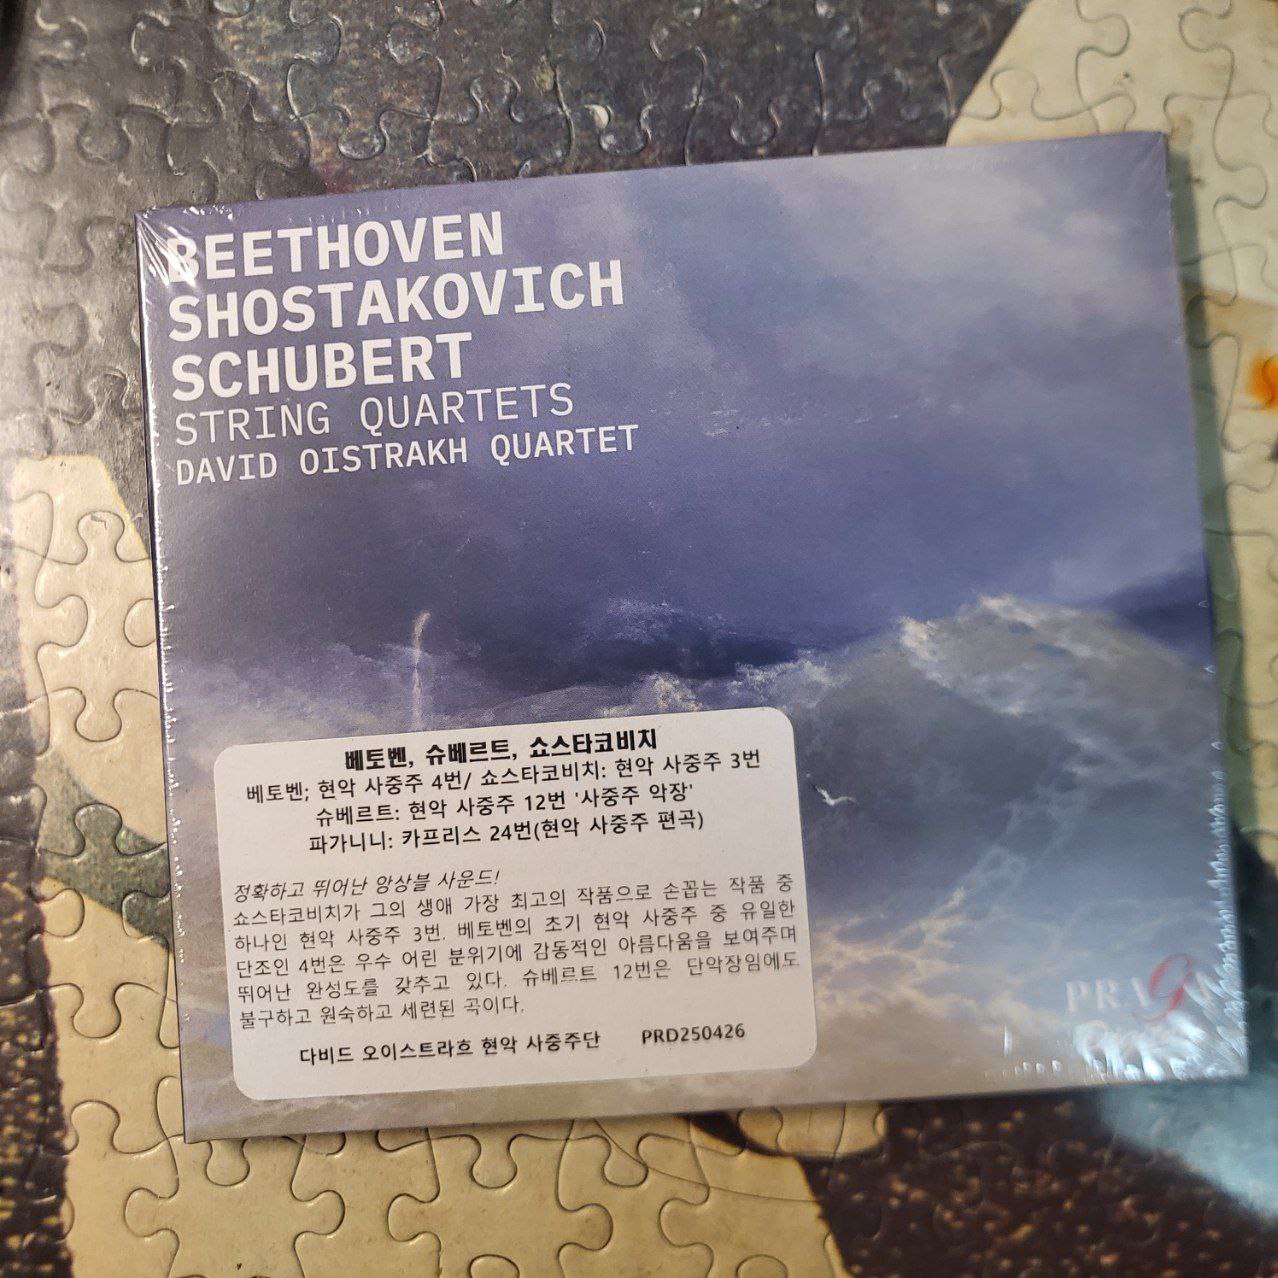 BEETHOVEN
SHOSTAKOVICH
SCHUBERT
STRING QUARTETS
DAVID OISTRAKH QUARTET
베토벤, 슈베르트, 쇼스타코비치
베토벤; 현악 사중주 4번/ 쇼스타코비치: 현악 사중주 3번
슈베르트: 현악 사중주 12번 '사중주 악장'
파가니니: 카프리스 24번(현악 사중주 편곡)
정확하고 뛰어난 앙상블 사운드!
쇼스타코비치가 그의 생애 가장 최고의 작품으로 손꼽는 작품 중
하나인 현악 사중주 3번. 베토벤의 초기 현악 사중주 중 유일한
단조인 4번은 우수 어린 분위기에 감동적인 아름다움을 보여주며
뛰어난 완성도를 갖추고 있다. 슈베르트 12번은 단악장임에도
불구하고 원숙하고 세련된 곡이다.
다비드 오이스트라흐 현악 사중주단 PRD250426